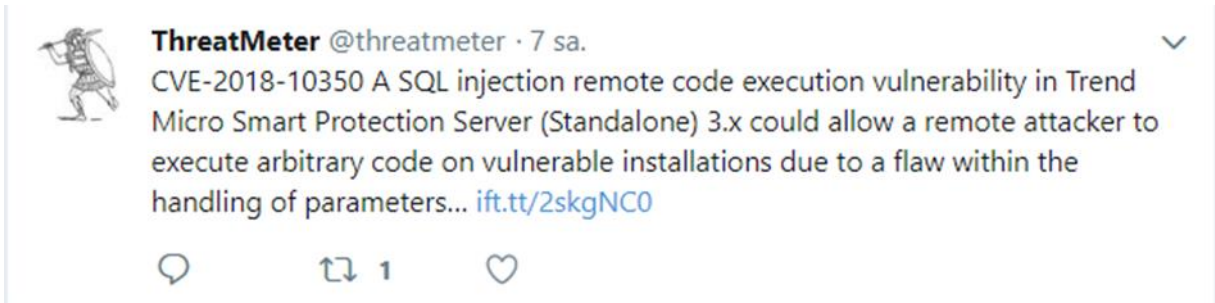 ThreatMeter @threatmeter · 7 sa.
CVE-2018-10350 A SQL injection remote code execution vulnerability in Trend
Micro Smart Protection Server (Standalone) 3.x could allow a remote attacker to
execute arbitrary code on vulnerable installations due to a flaw within the
handling of parameters... ift.tt/2skgNC0
1